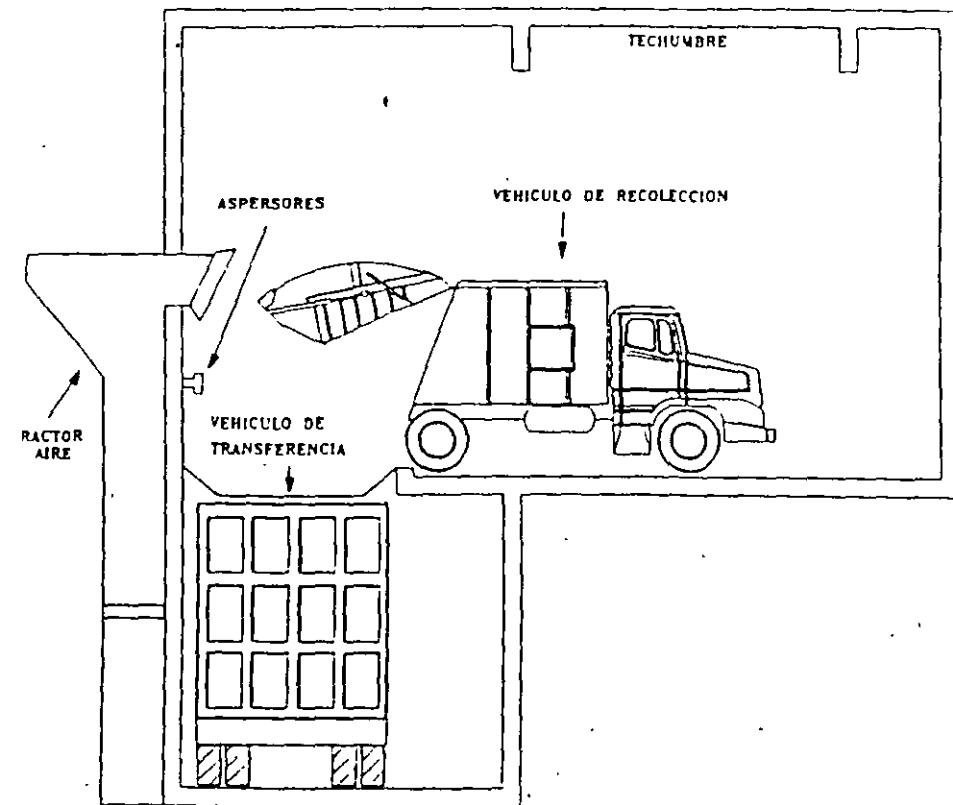 TECHUMBRE
VEHICULO DE RECOLECCION
ASPERSORES
RACTOR
AIRE
VEHICULO DE
TRANSFERENCIA